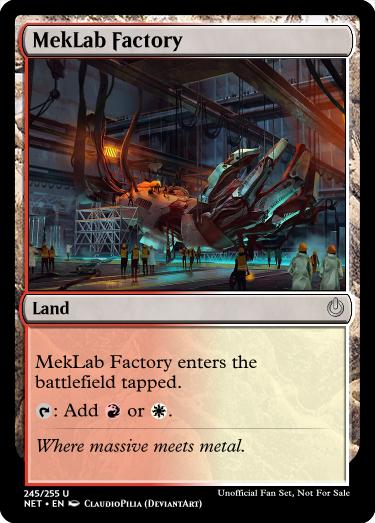 MekLab Factory
Land
MekLab Factory enters the
battlefield tapped.
: Add or .
Where massive meets metal.
245/255 U
NET • EN ClaudioPilia (DeviantArt)
Unofficial Fan Set, Not For Sale